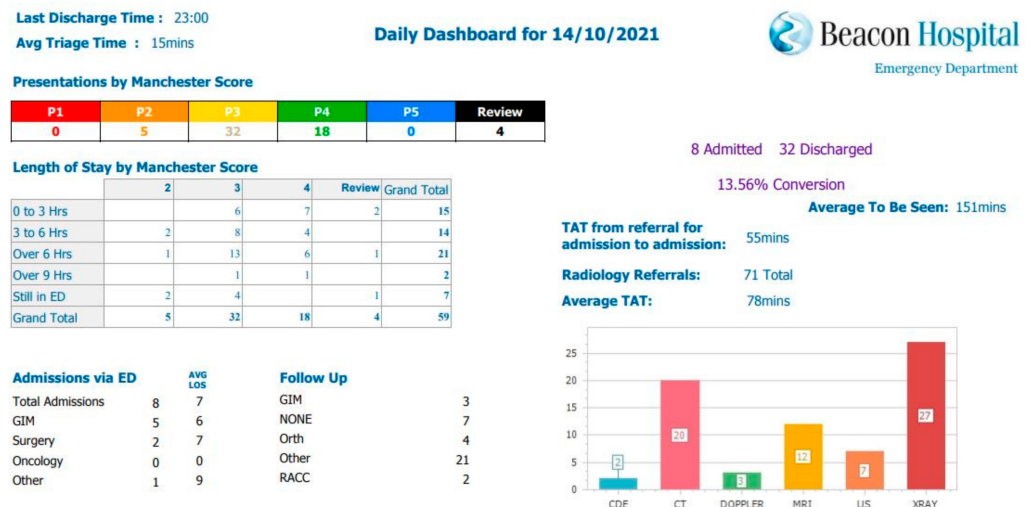 Last Discharge Time : 23:00
Avg Triage Time : 15mins
Daily Dashboard for 14/10/2021
Beacon Hospital
Emergency Department
Presentations by Manchester Score
P1 P2 P3 P4 P5 Review
0 5 32 18 0 4
8 Admitted 32 Discharged
13.56% Conversion
Average To Be Seen: 151mins
TAT from referral for
admission to admission: 55mins
Radiology Referrals: 71 Total
Average TAT: 78mins
Length of Stay by Manchester Score
2 3 4 Review Grand Total
0 to 3 Hrs 6 7 2 15
3 to 6 Hrs 2 8 4 14
Over 6 Hrs 1 13 6 1 21
Over 9 Hrs 1 1 2
Still in ED 2 4 1 7
Grand Total 5 32 18 4 59
Admissions via ED AVG
LOS
Total Admissions 8 7
GIM 5 6
Surgery 2 7
Oncology 0 0
Other 1 9
Follow Up
GIM 3
NONE 7
Orth 4
Other 21
RACC 2
25
20
15
10
5
0
2 20 3 12 7 27
CDE CT DOPPLER MRI US XRAY